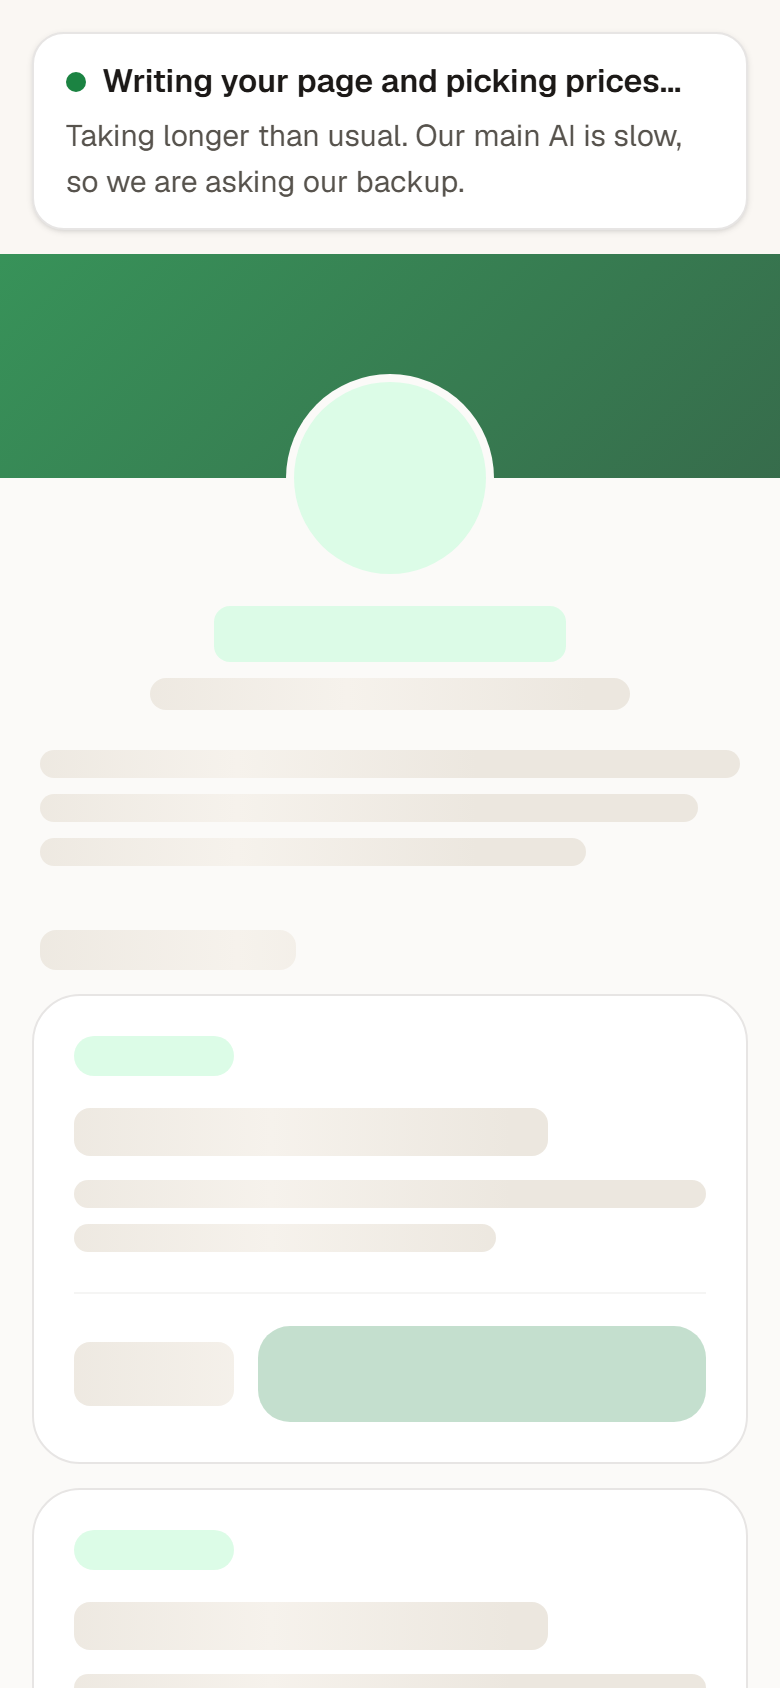 Writing your page and picking prices...
Taking longer than usual. Our main AI is slow,
so we are asking our backup.